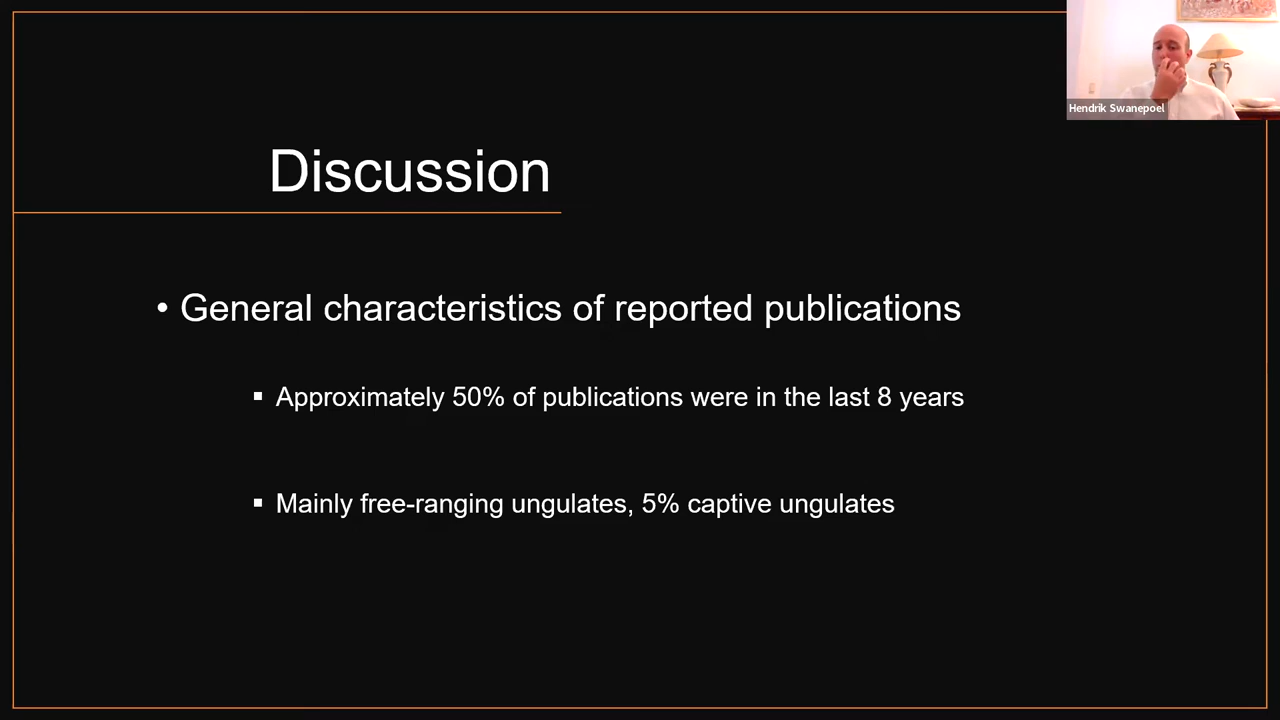 Hendrik Swanepoel
Discussion
• General characteristics of reported publications
▪ Approximately 50% of publications were in the last 8 years
▪ Mainly free-ranging ungulates, 5% captive ungulates